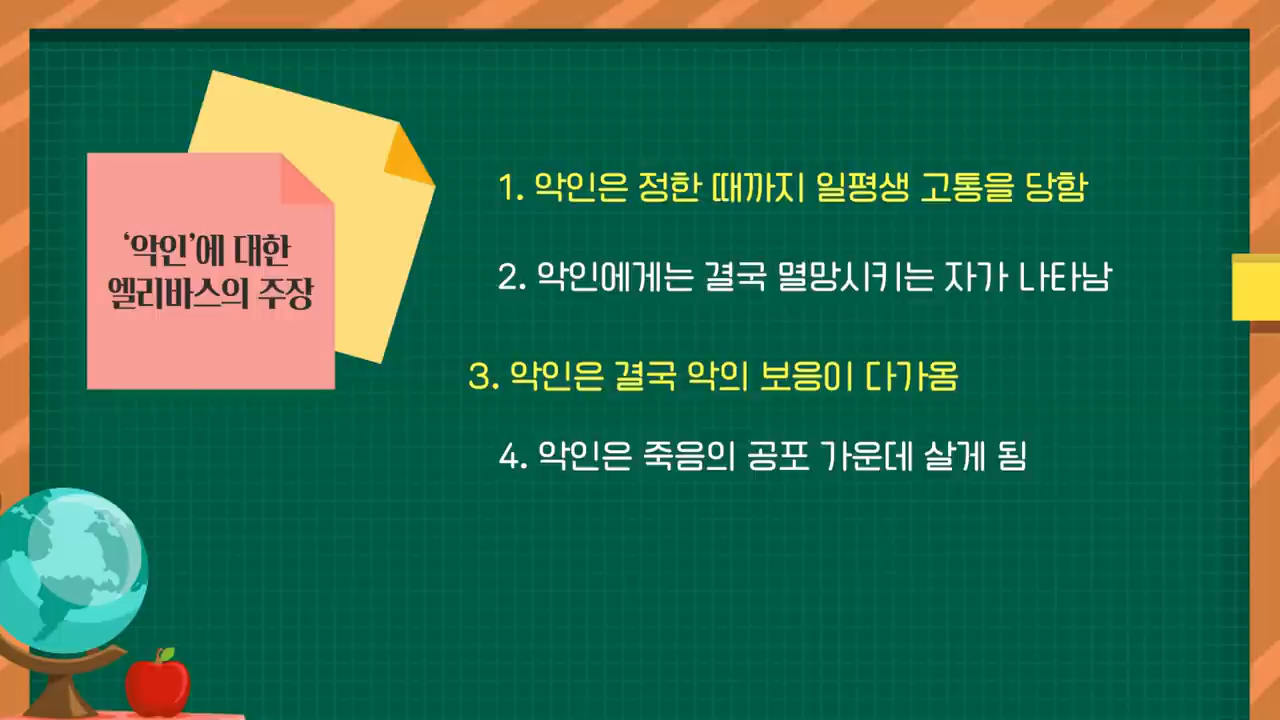 ‘악인’에 대한
엘리바스의 주장
1. 악인은 정한 때까지 일평생 고통을 당함
2. 악인에게는 결국 멸망시키는 자가 나타남
3. 악인은 결국 악의 보응이 다가옴
4. 악인은 죽음의 공포 가운데 살게 됨